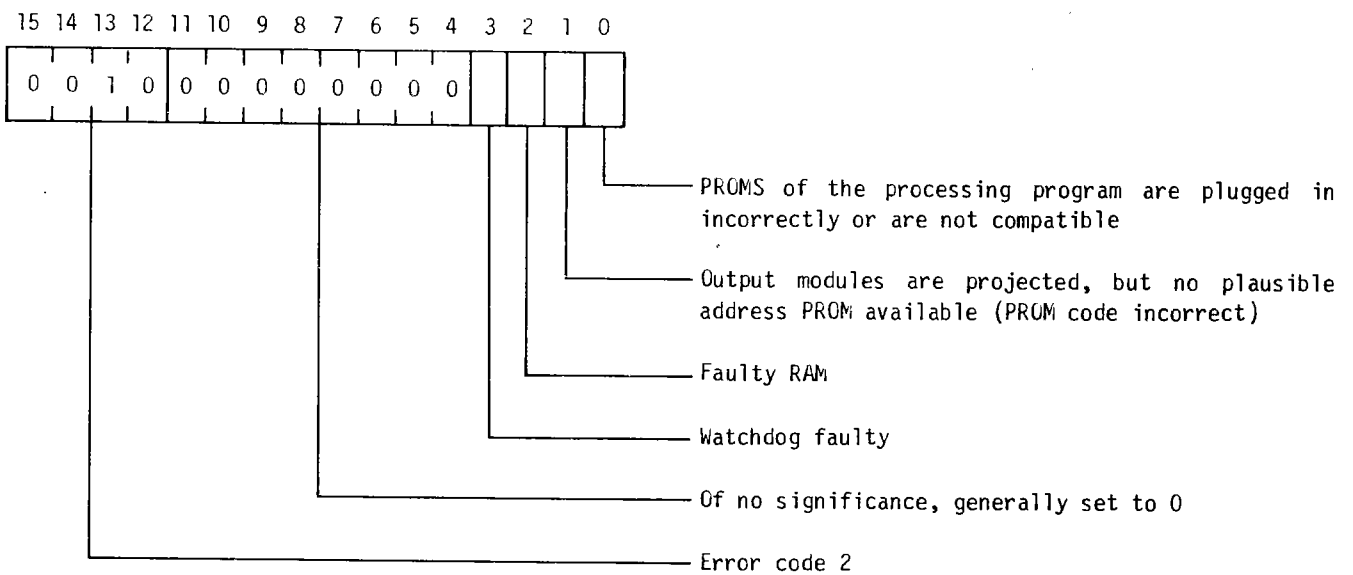 15 14 13 12 11 10 9 8 7 6 5 4 3 2 1 0
0 0 1 0 0 0 0 0 0 0 0 0
PROMS of the processing program are plugged in
incorrectly or are not compatible
Output modules are projected, but no plausible
address PROM available (PROM code incorrect)
Faulty RAM
Watchdog faulty
Of no significance, generally set to 0
Error code 2